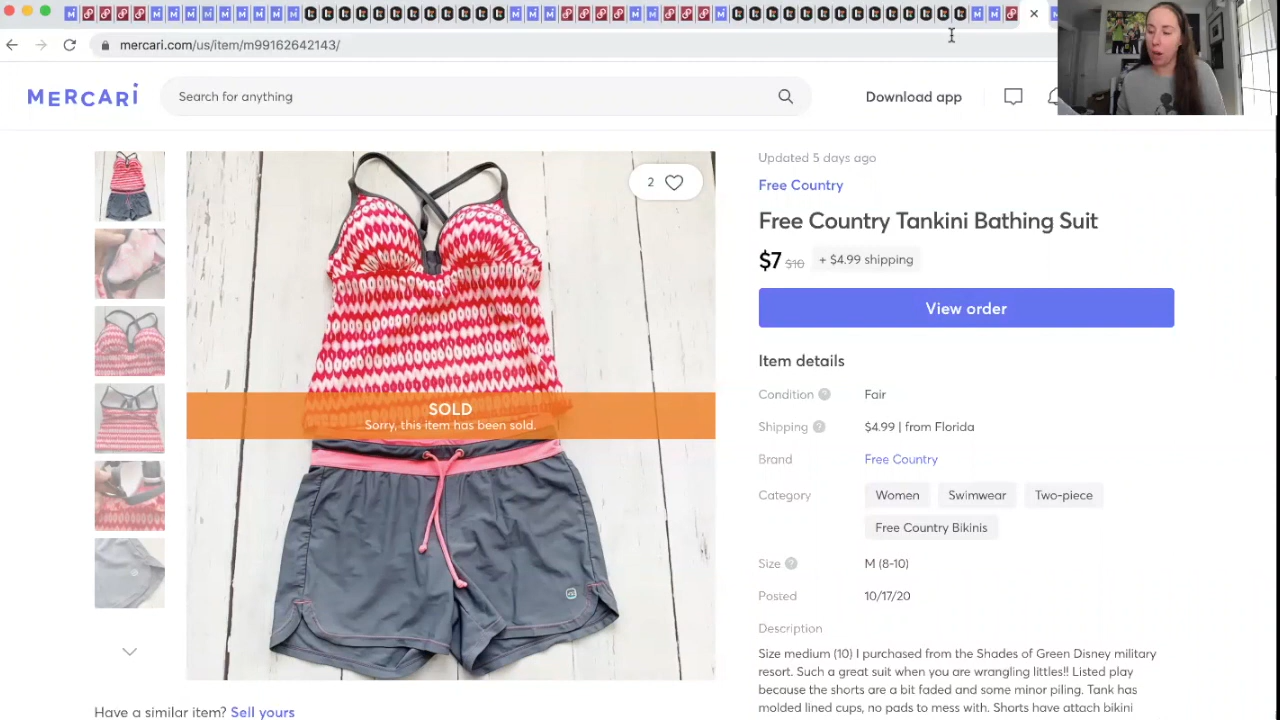 mercari.com/us/item/m99162642143/
MERCARI
Search for anything
Download app
2
SOLD
Sorry, this item has been sold.
Have a similar item? Sell yours
Updated 5 days ago
Free Country
Free Country Tankini Bathing Suit
$7 $10 + $4.99 shipping
View order
Item details
Condition ? Fair
Shipping ? $4.99 | from Florida
Brand Free Country
Category Women Swimwear Two-piece
Free Country Bikinis
Size ? M (8-10)
Posted 10/17/20
Description
Size medium (10) I purchased from the Shades of Green Disney military
resort. Such a great suit when you are wrangling littles!! Listed play
because the shorts are a bit faded and some minor piling. Tank has
molded lined cups, no pads to mess with. Shorts have attach bikini